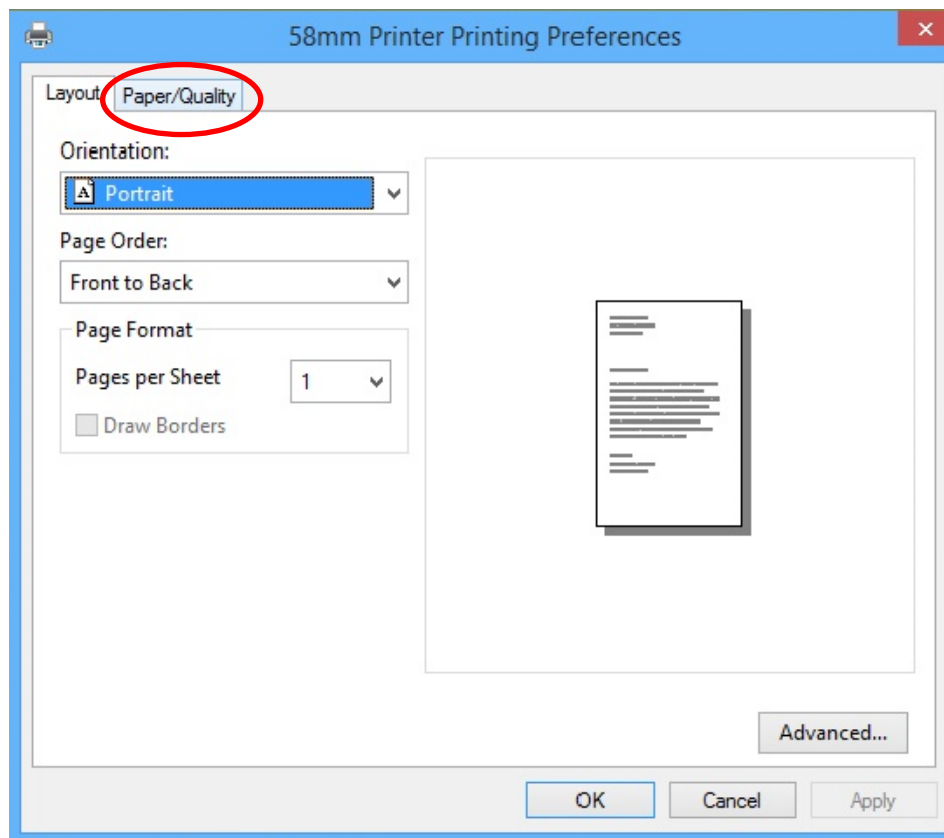 58mm Printer Printing Preferences
Layout Paper/Quality
Orientation:
Portrait
Page Order:
Front to Back
Page Format
Pages per Sheet 1
Draw Borders
Advanced...
OK Cancel Apply